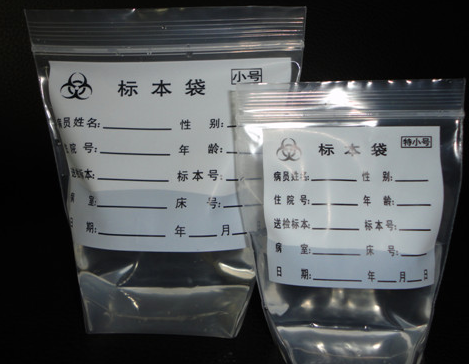 标本袋 小号
病员姓名: 性 别:
住院号: 年 龄:
送检标本: 标本号:
病 室: 床 号:
日 期: 年 月
标本袋 特小号
病员姓名: 性 别:
住院号: 年 龄:
送检标本: 标本号:
病 室: 床 号:
日 期: 年 月 日